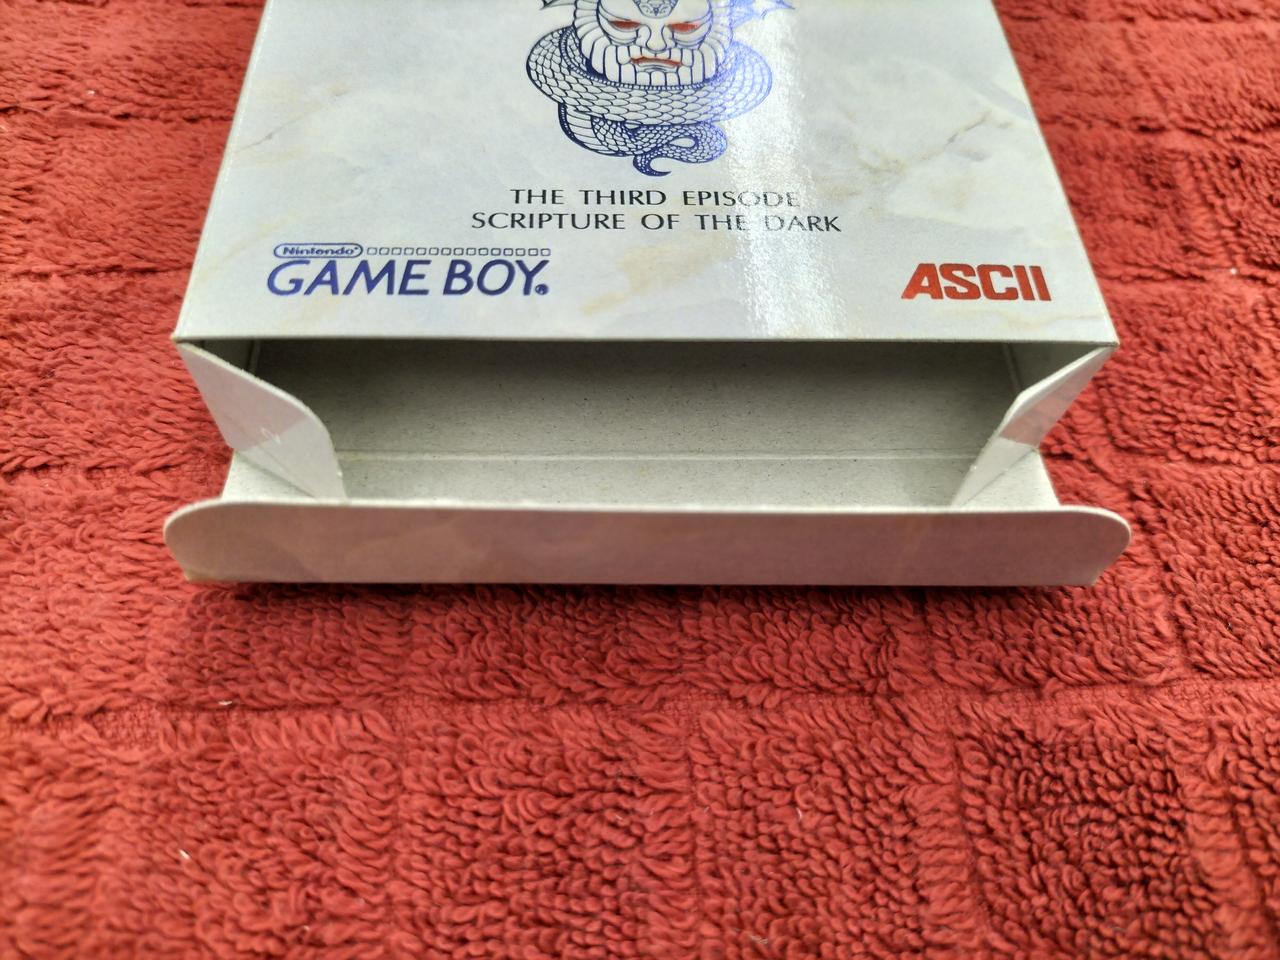 THE THIRD EPISODE
SCRIPTURE OF THE DARK
Nintendo®
GAME BOY®
ASCII